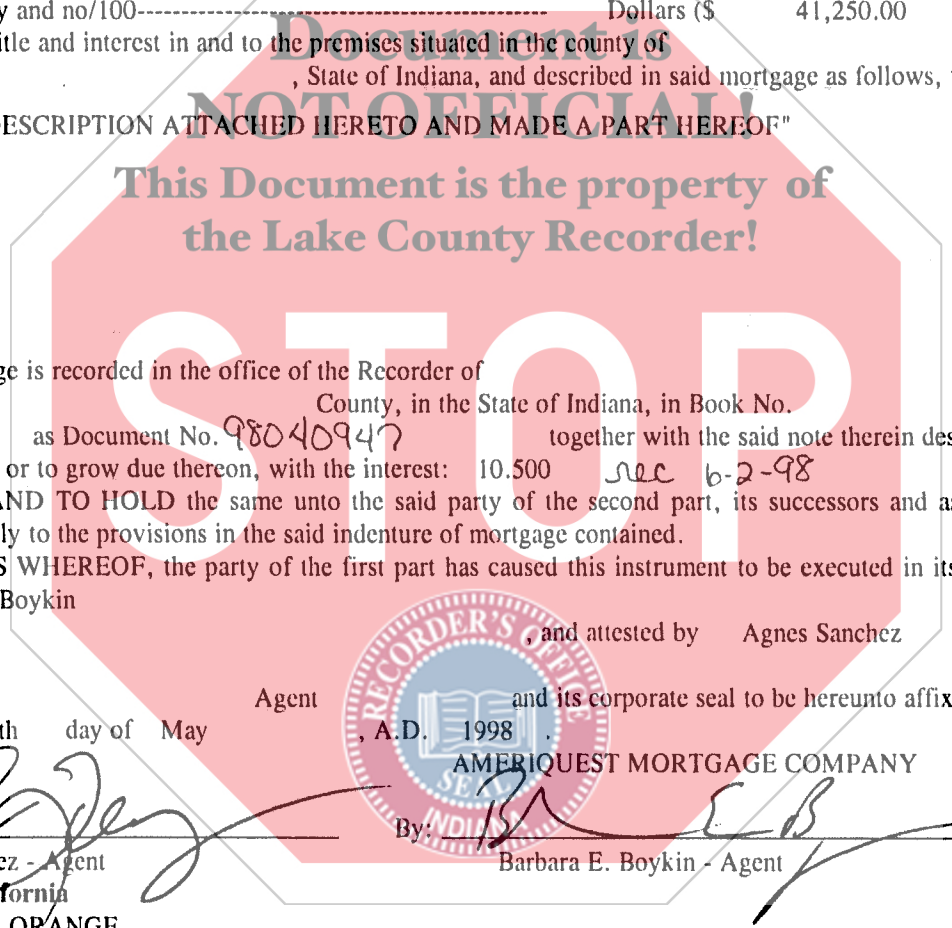 y and no/100-------------------------------------------- Dollars ($ 41,250.00
itle and interest in and to the premises situated in the county of
Document is
, State of Indiana, and described in said mortgage as follows,
NOT OFFICIAL!
ESCRIPTION ATTACHED HERETO AND MADE A PART HEREOF"
This Document is the property of
the Lake County Recorder!
STOP
ge is recorded in the office of the Recorder of
County, in the State of Indiana, in Book No.
as Document No. 98040947 together with the said note therein des
or to grow due thereon, with the interest: 10.500 rec 6-2-98
AND TO HOLD the same unto the said party of the second part, its successors and as
ly to the provisions in the said indenture of mortgage contained.
S WHEREOF, the party of the first part has caused this instrument to be executed in its
Boykin
, and attested by Agnes Sanchez
RECORDER'S OFFICE
Agent and its corporate seal to be hereunto affix
th day of May , A.D. 1998 .
AMERIQUEST MORTGAGE COMPANY
SEAL
INDIANA
By:
ez - Agent Barbara E. Boykin - Agent
fornia
ORANGE